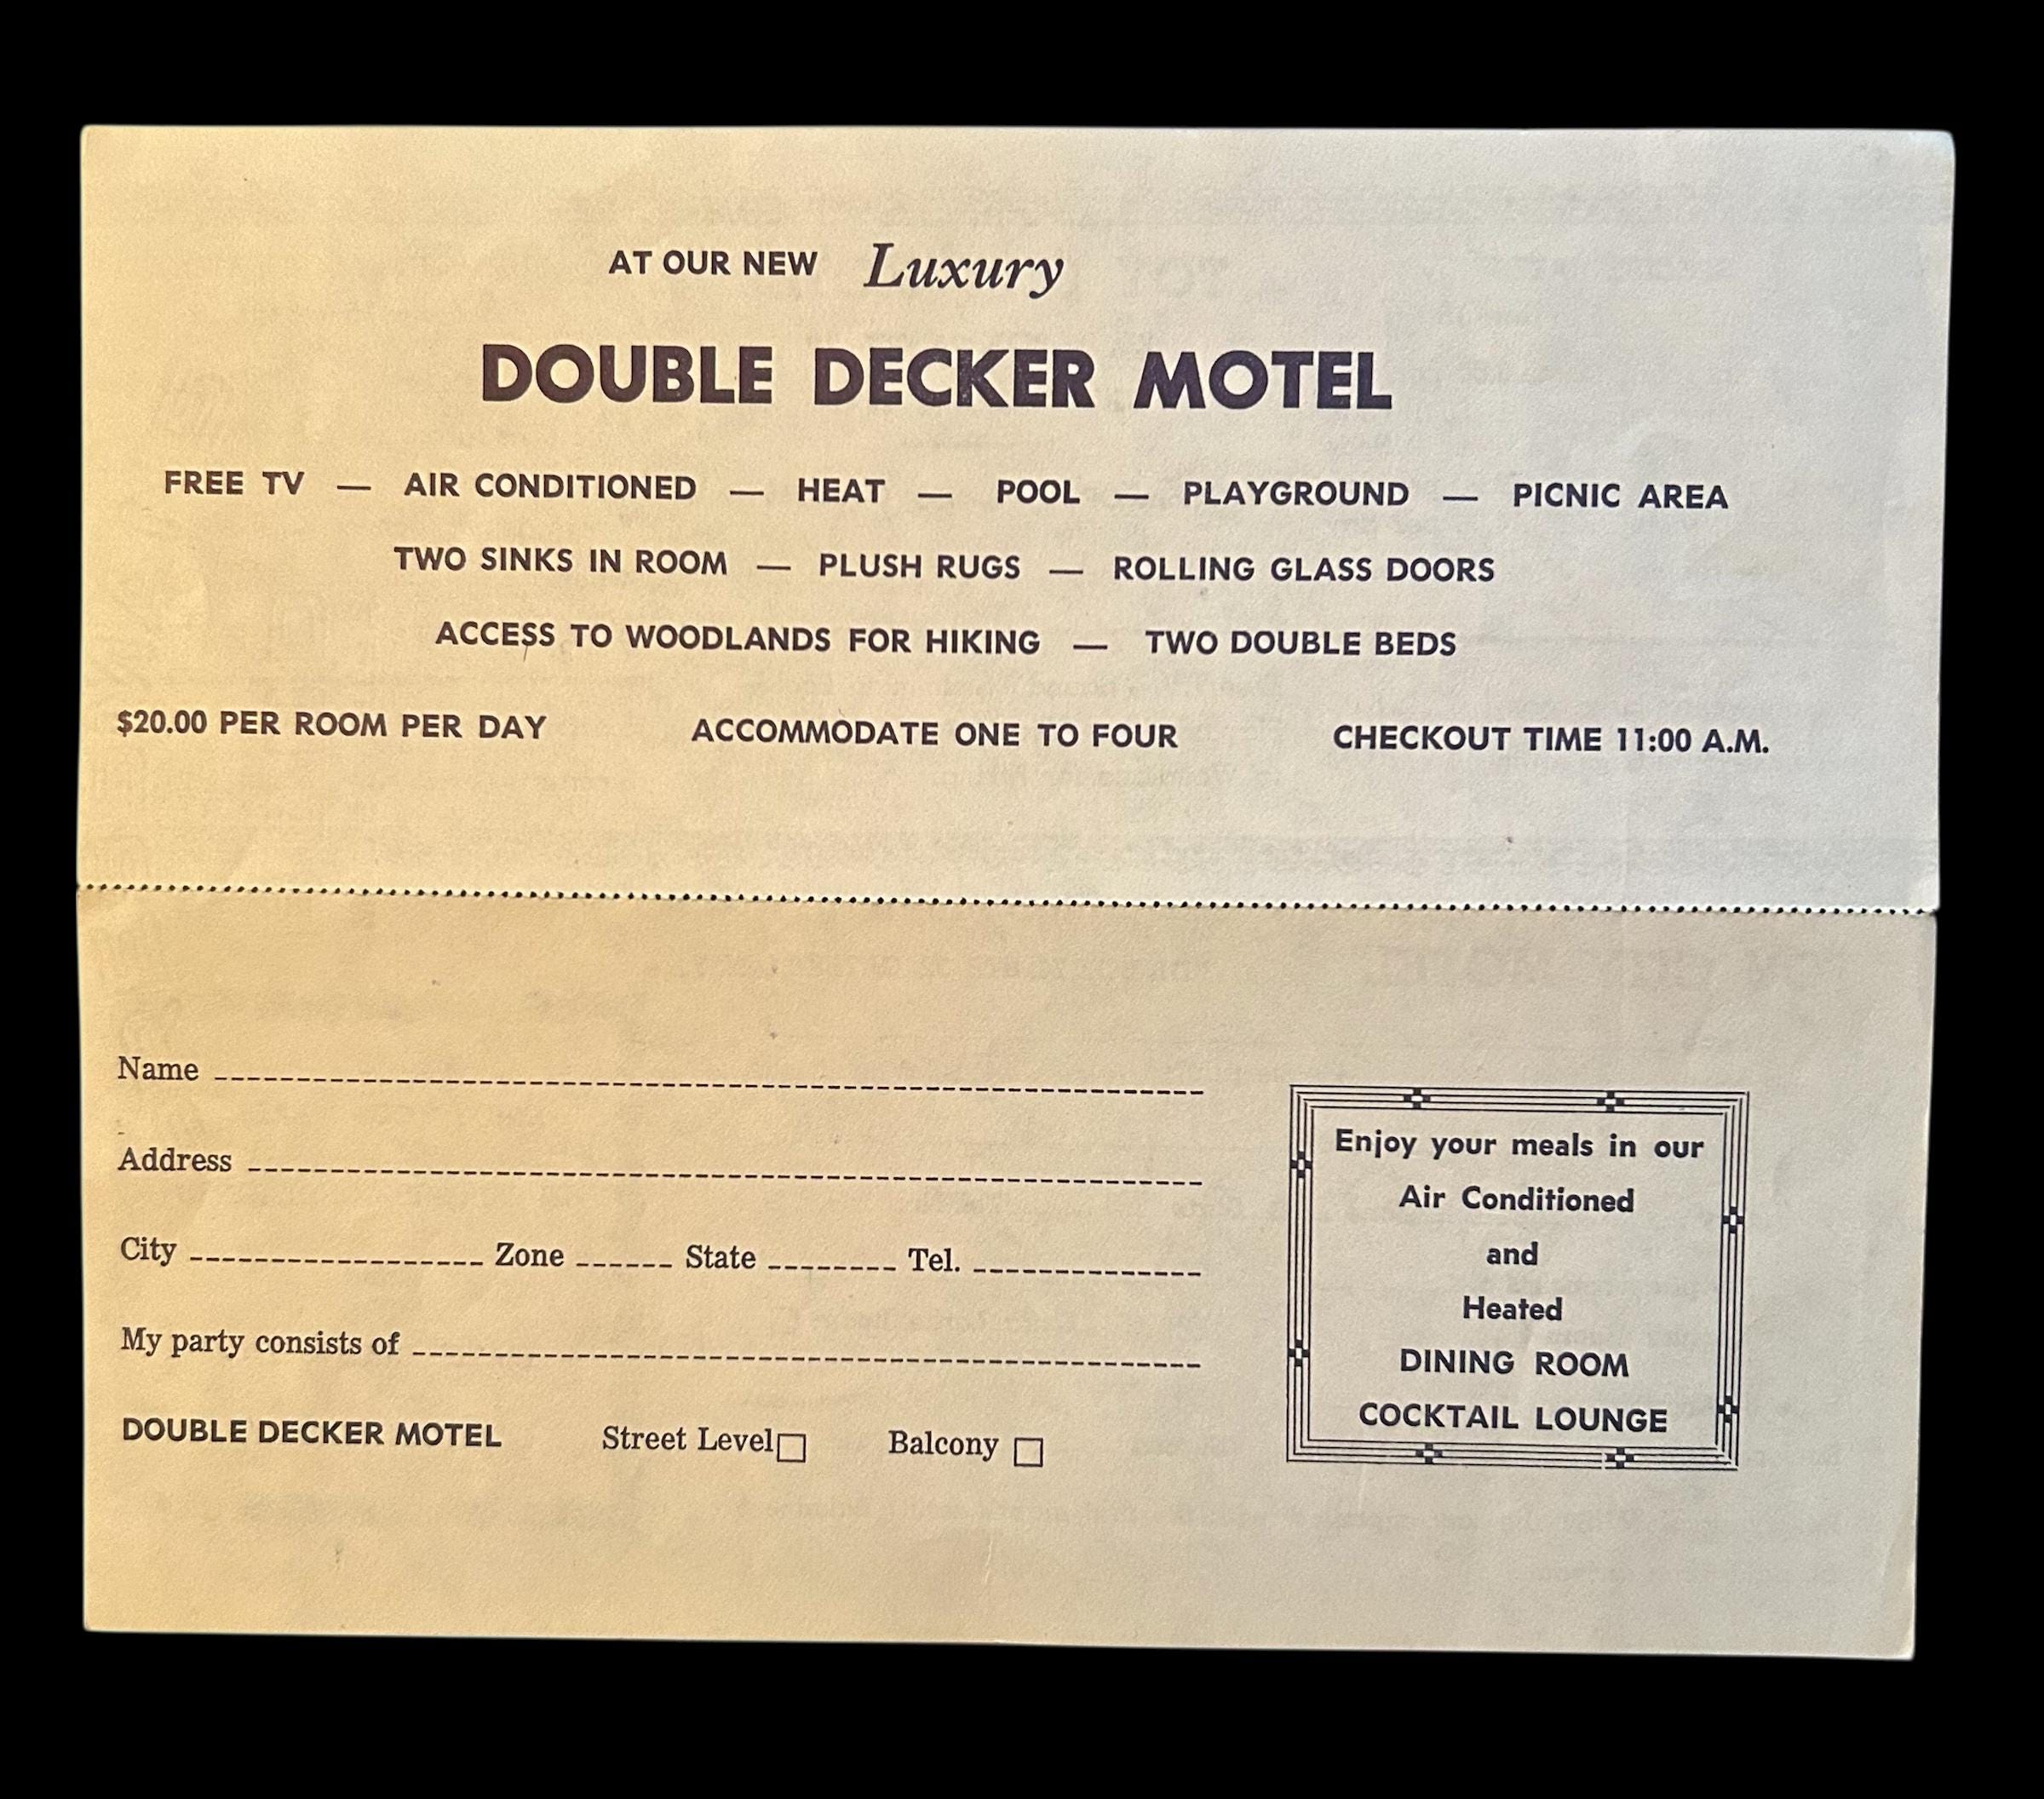 AT OUR NEW Luxury
DOUBLE DECKER MOTEL
FREE TV — AIR CONDITIONED — HEAT — POOL — PLAYGROUND — PICNIC AREA
TWO SINKS IN ROOM — PLUSH RUGS — ROLLING GLASS DOORS
ACCESS TO WOODLANDS FOR HIKING — TWO DOUBLE BEDS
$20.00 PER ROOM PER DAY ACCOMMODATE ONE TO FOUR CHECKOUT TIME 11:00 A.M.
Name
Address
City Zone State Tel.
My party consists of
DOUBLE DECKER MOTEL Street Level Balcony
Enjoy your meals in our
Air Conditioned
and
Heated
DINING ROOM
COCKTAIL LOUNGE